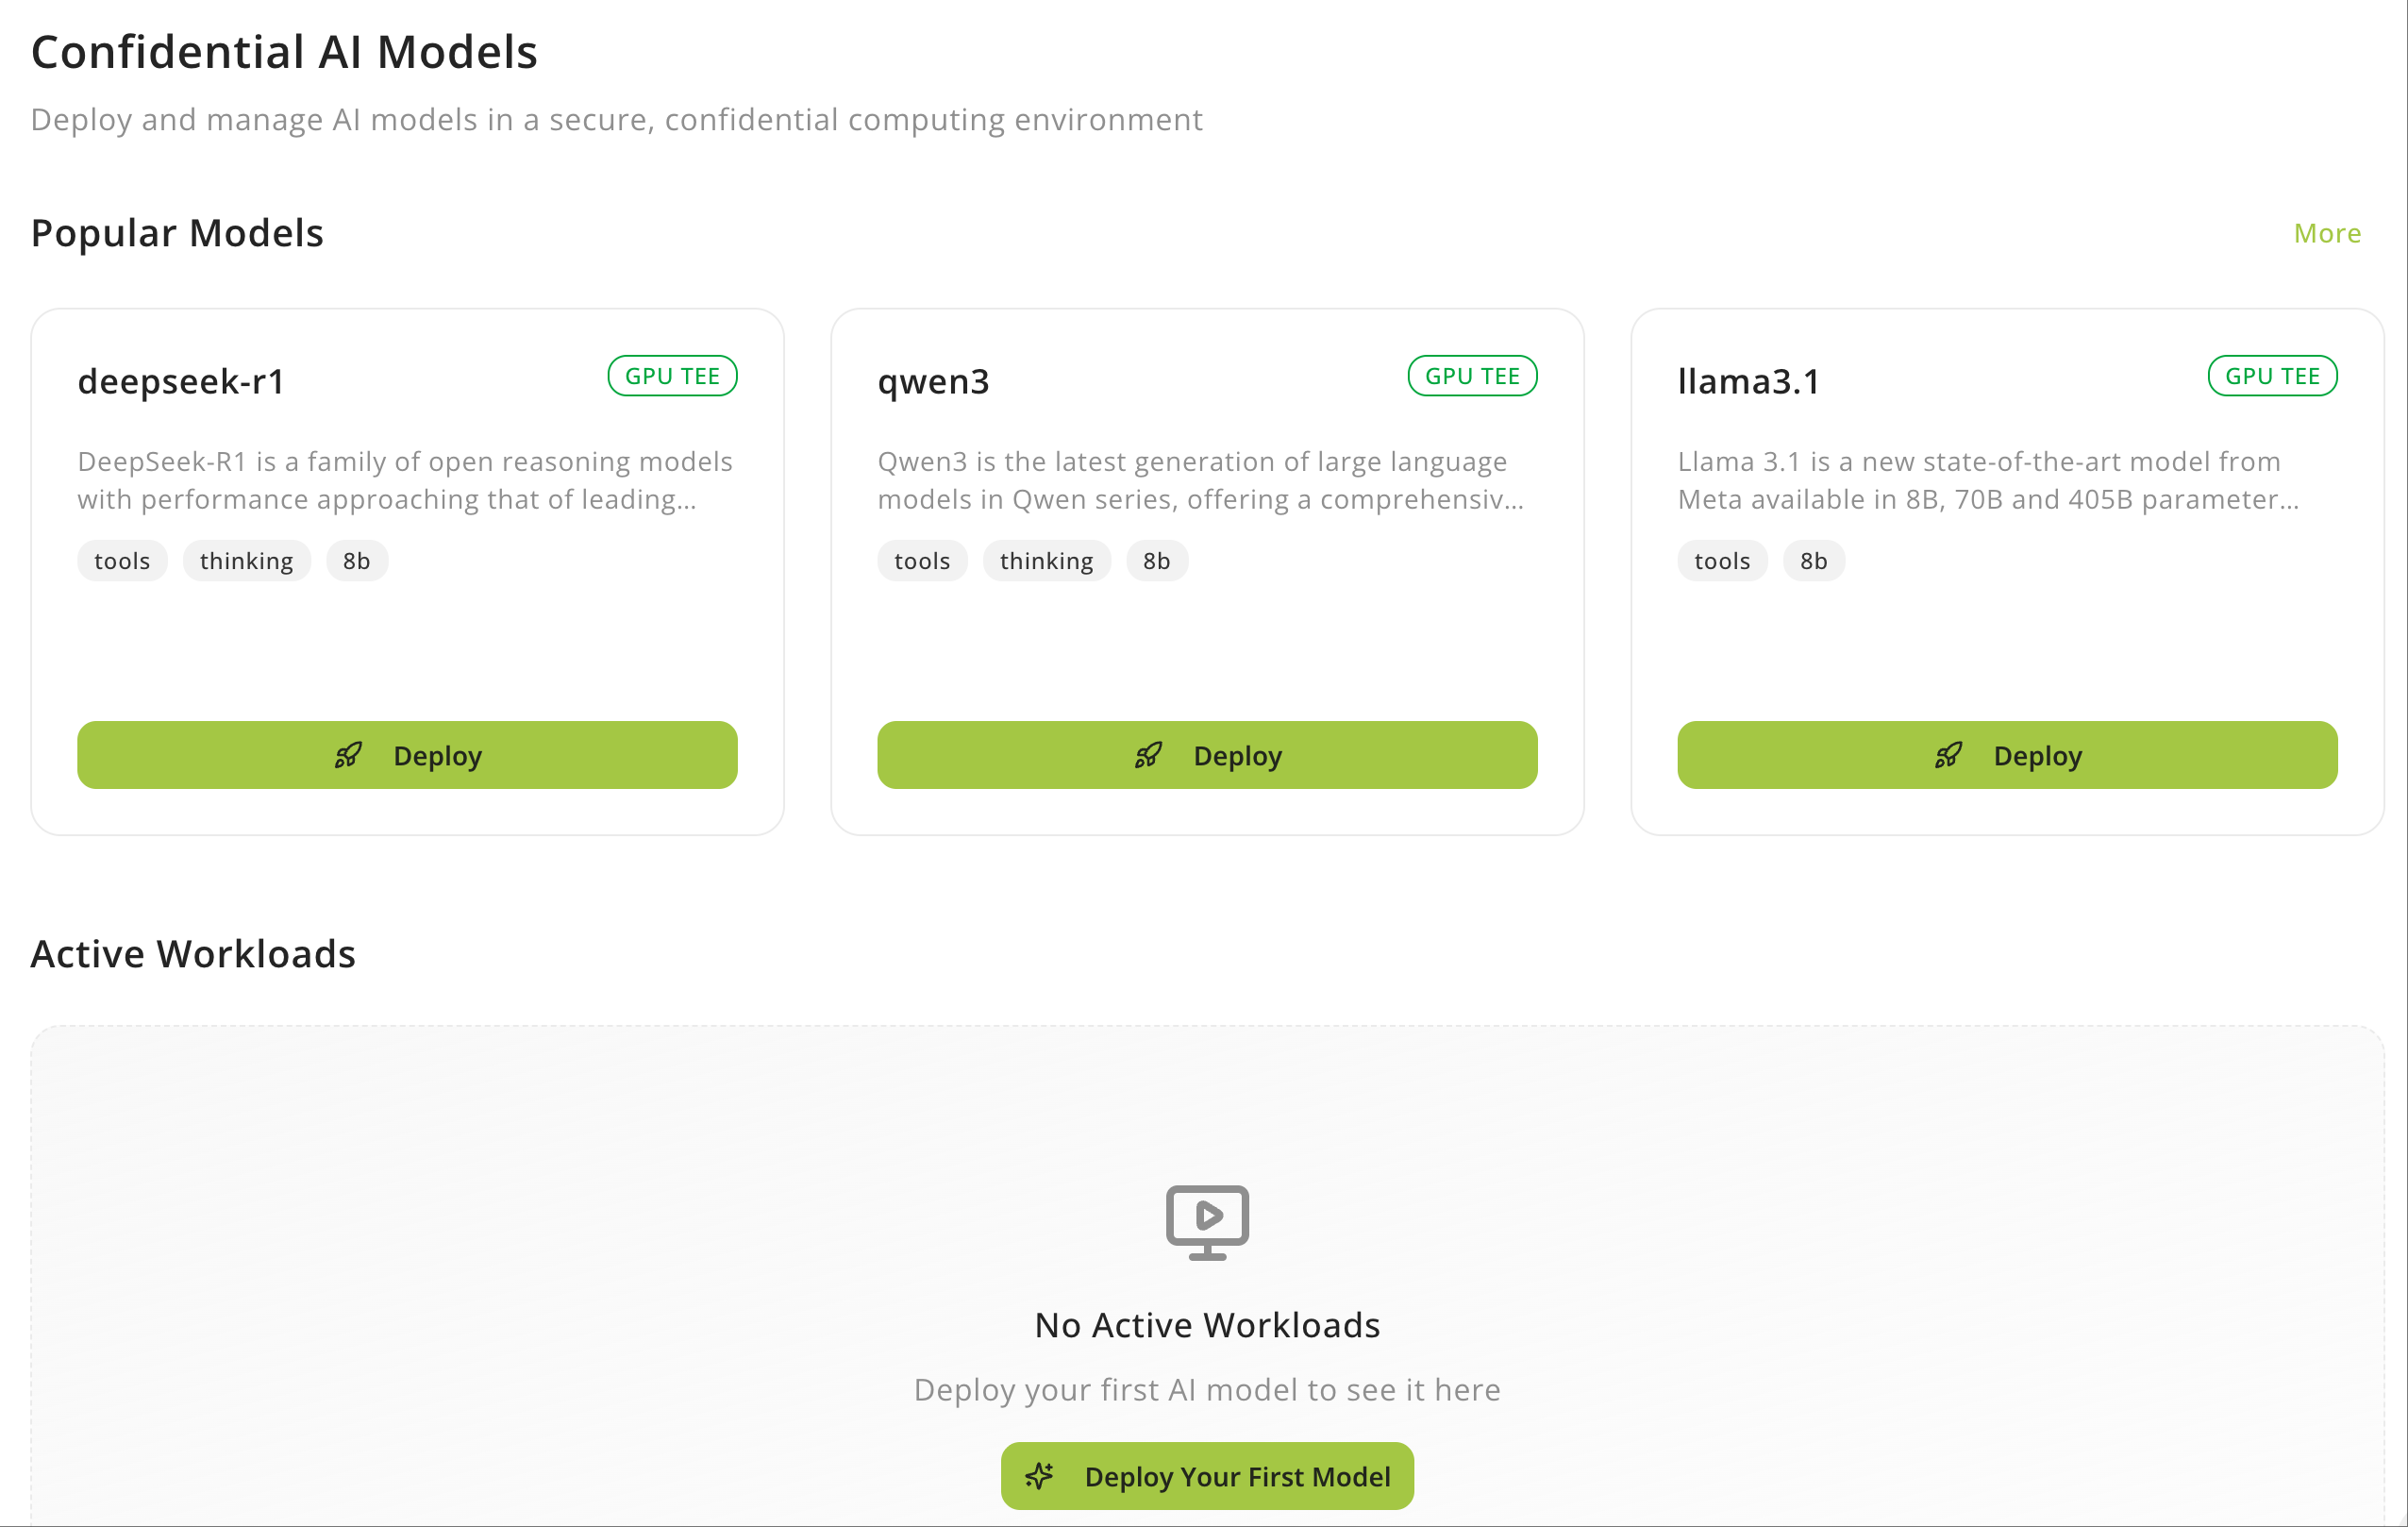 Confidential AI Models
Deploy and manage AI models in a secure, confidential computing environment
Popular Models
More
deepseek-r1
GPU TEE
DeepSeek-R1 is a family of open reasoning models
with performance approaching that of leading...
tools
thinking
8b
Deploy
qwen3
GPU TEE
Qwen3 is the latest generation of large language
models in Qwen series, offering a comprehensiv...
tools
thinking
8b
Deploy
llama3.1
GPU TEE
Llama 3.1 is a new state-of-the-art model from
Meta available in 8B, 70B and 405B parameter...
tools
8b
Deploy
Active Workloads
No Active Workloads
Deploy your first AI model to see it here
Deploy Your First Model